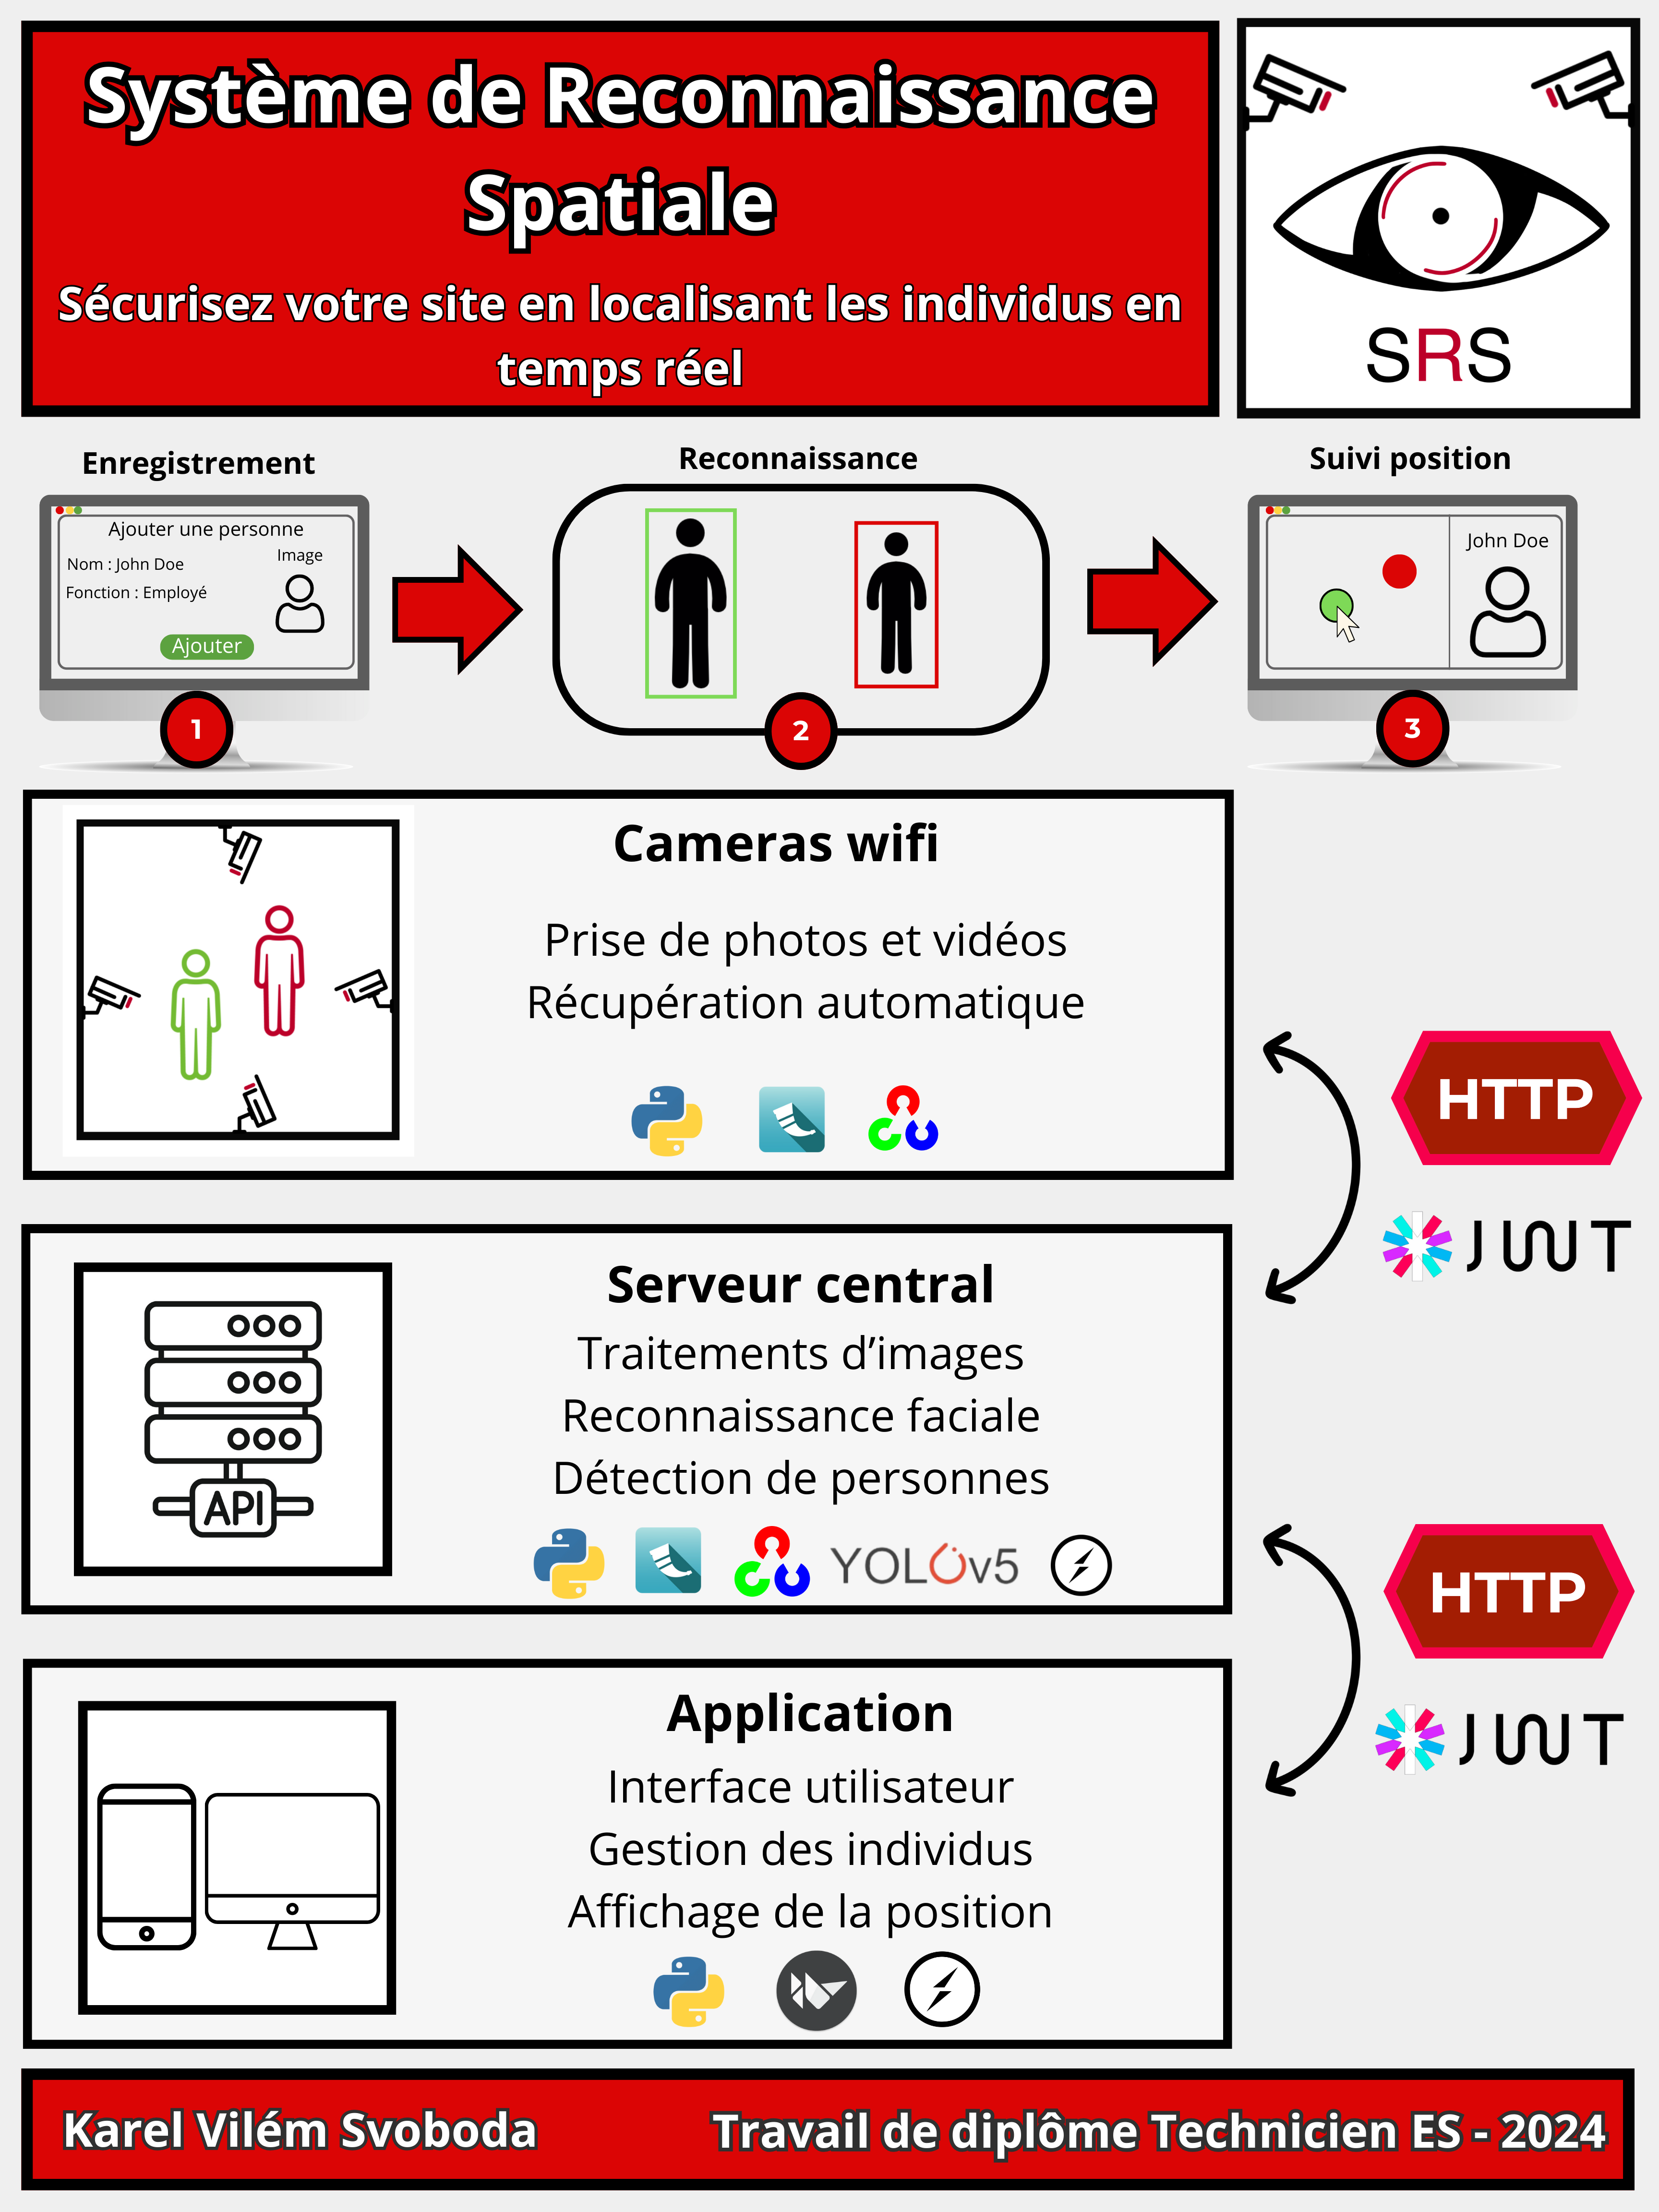 Système de Reconnaissance
Spatiale
Sécurisez votre site en localisant les individus en
temps réel
SRS
Enregistrement
Ajouter une personne
Nom : John Doe
Image
Fonction : Employé
Ajouter
1
Reconnaissance
2
Suivi position
John Doe
3
Cameras wifi
Prise de photos et vidéos
Récupération automatique
HTTP
JWT
Serveur central
Traitements d’images
Reconnaissance faciale
Détection de personnes
API
YOLOv5
HTTP
JWT
Application
Interface utilisateur
Gestion des individus
Affichage de la position
Karel Vilém Svoboda
Travail de diplôme Technicien ES - 2024